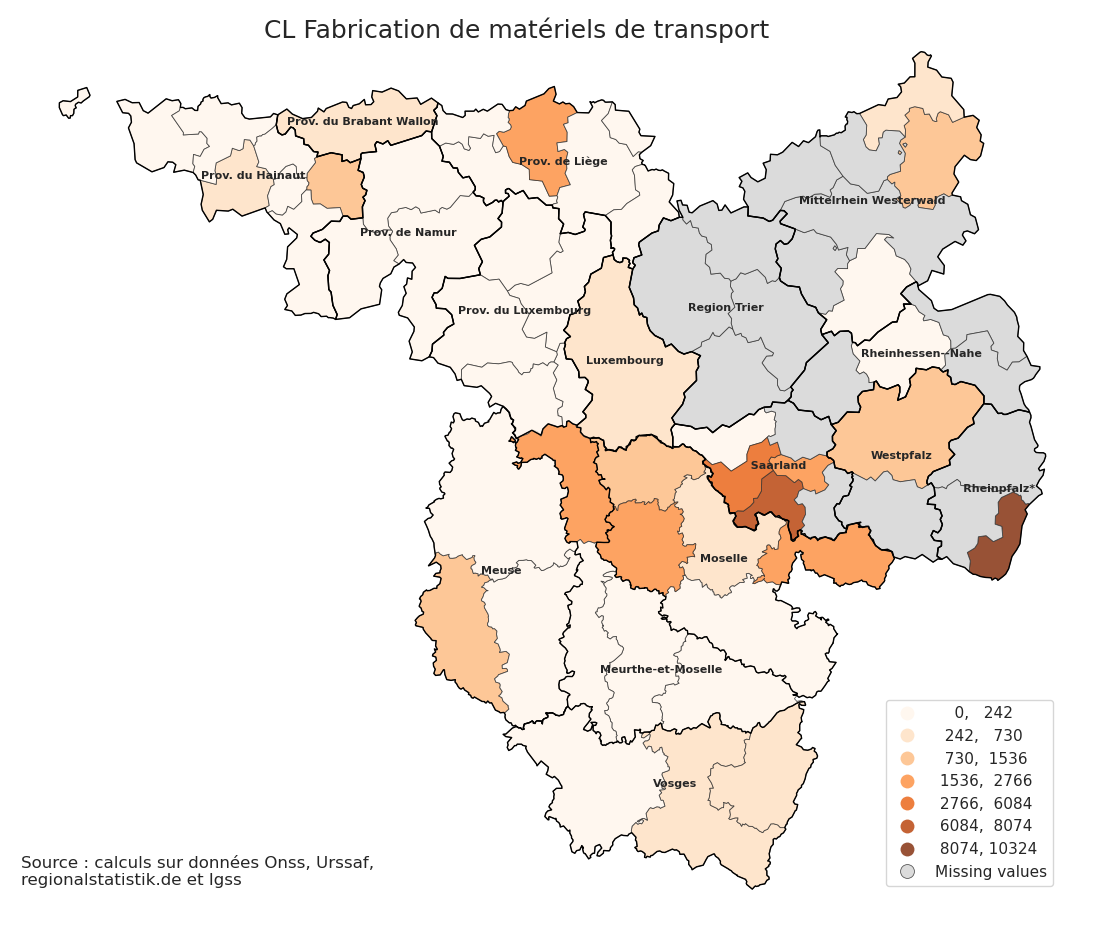 CL Fabrication de matériels de transport
Prov. du Brabant Wallon
Prov. de Liège
Prov. du Hainaut
Mittelrhein Westerwald
Prov. de Namur
Region Trier
Prov. du Luxembourg
Rheinhessen--Nahe
Luxembourg
Westpfalz
Saarland
Rheinpfalz*
Moselle
Meuse
Meurthe-et-Moselle
Vosges
0, 242
242, 730
730, 1536
1536, 2766
2766, 6084
6084, 8074
8074, 10324
Missing values
Source : calculs sur données Onss, Urssaf,
regionalstatistik.de et Igss